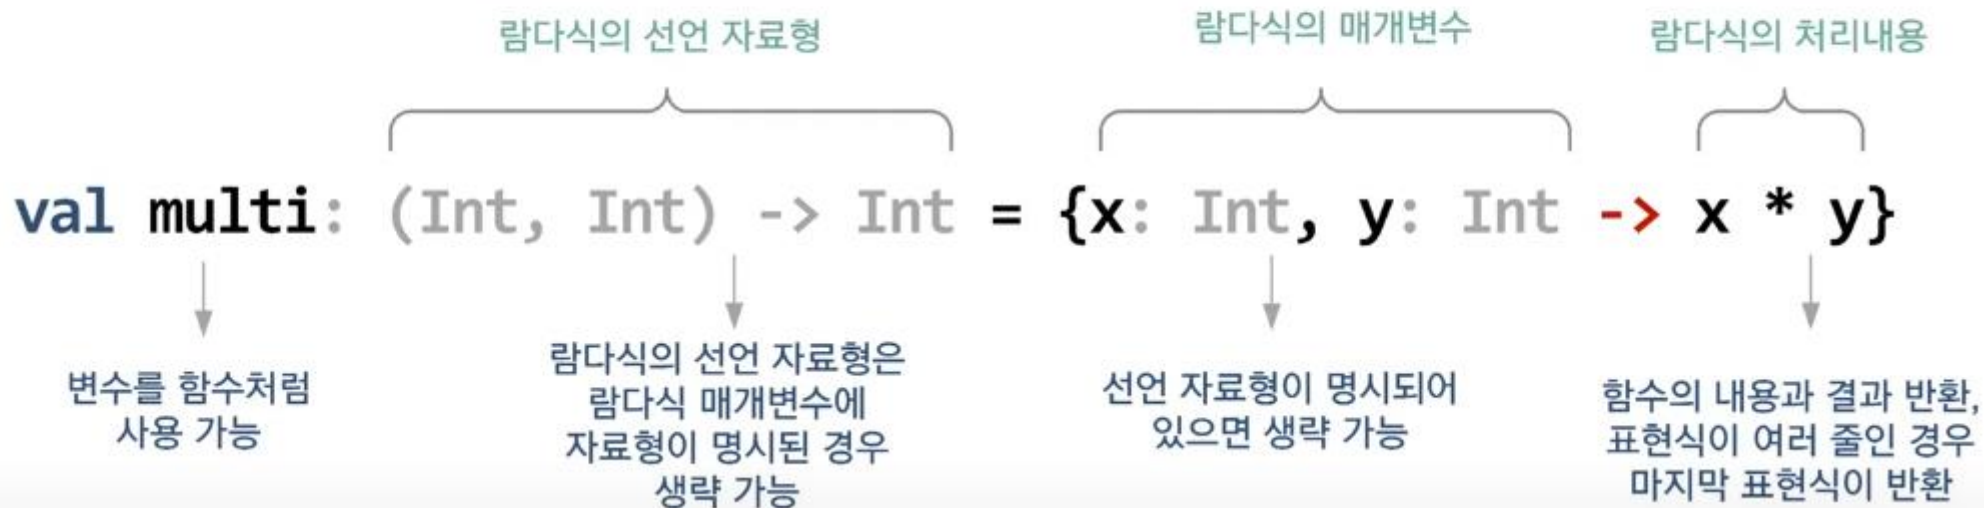 람다식의 선언 자료형
람다식의 매개변수
람다식의 처리내용
val multi: (Int, Int) -> Int = {x: Int, y: Int -> x * y}
변수를 함수처럼
사용 가능
람다식의 선언 자료형은
람다식 매개변수에
자료형이 명시된 경우
생략 가능
선언 자료형이 명시되어
있으면 생략 가능
함수의 내용과 결과 반환,
표현식이 여러 줄인 경우
마지막 표현식이 반환